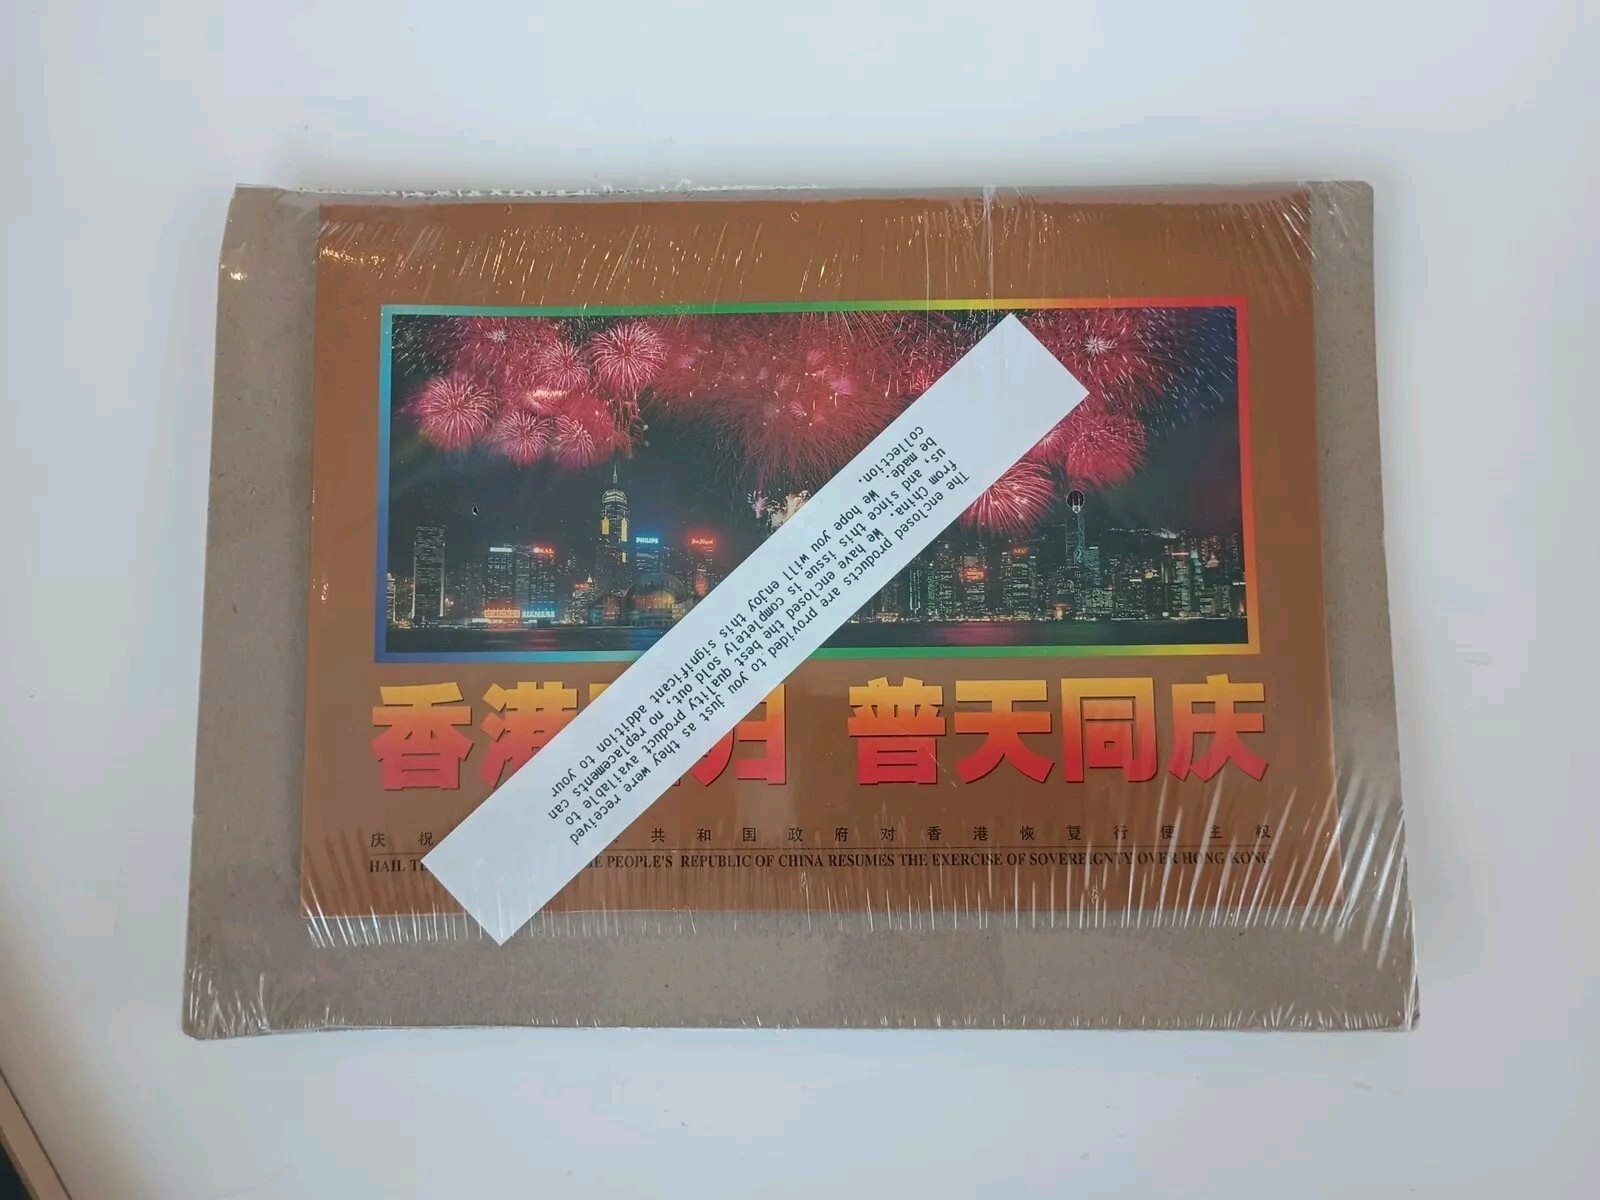 PHILIPS
SIEMENS
香港 归 普天同庆
庆祝 共和国政府对香港恢复行使主权
HAIL PEOPLE'S REPUBLIC OF CHINA RESUMES THE EXERCISE OF SOVEREIGNTY OVER HONG KONG
The enclosed products are provided to you just as they were received
from China. We have enclosed the best quality product available to
us, and since this issue is completely sold out, no replacements can
be made. We hope you will enjoy this significant addition to your
collection.